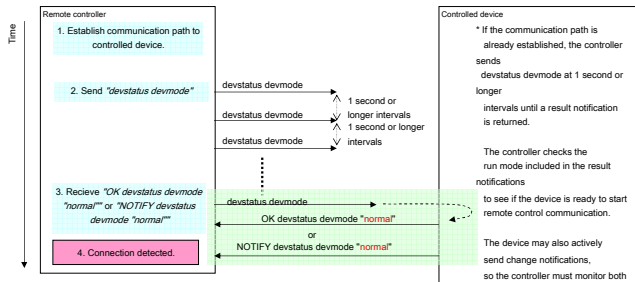 Remote controller
Controlled device
Time
1. Establish communication path to
controlled device.
2. Send "devstatus devmode"
devstatus devmode
devstatus devmode
devstatus devmode
1 second or
longer intervals
1 second or longer
intervals
3. Recieve "OK devstatus devmode
"normal"" or "NOTIFY devstatus
devmode "normal""
devstatus devmode
OK devstatus devmode "normal"
or
NOTIFY devstatus devmode "normal"
4. Connection detected.
* If the communication path is
already established, the controller
sends
devstatus devmode at 1 second or
longer
intervals until a result notification
is returned.
The controller checks the
run mode included in the result
notifications
to see if the device is ready to start
remote control communication.
The device may also actively
send change notifications,
so the controller must monitor both